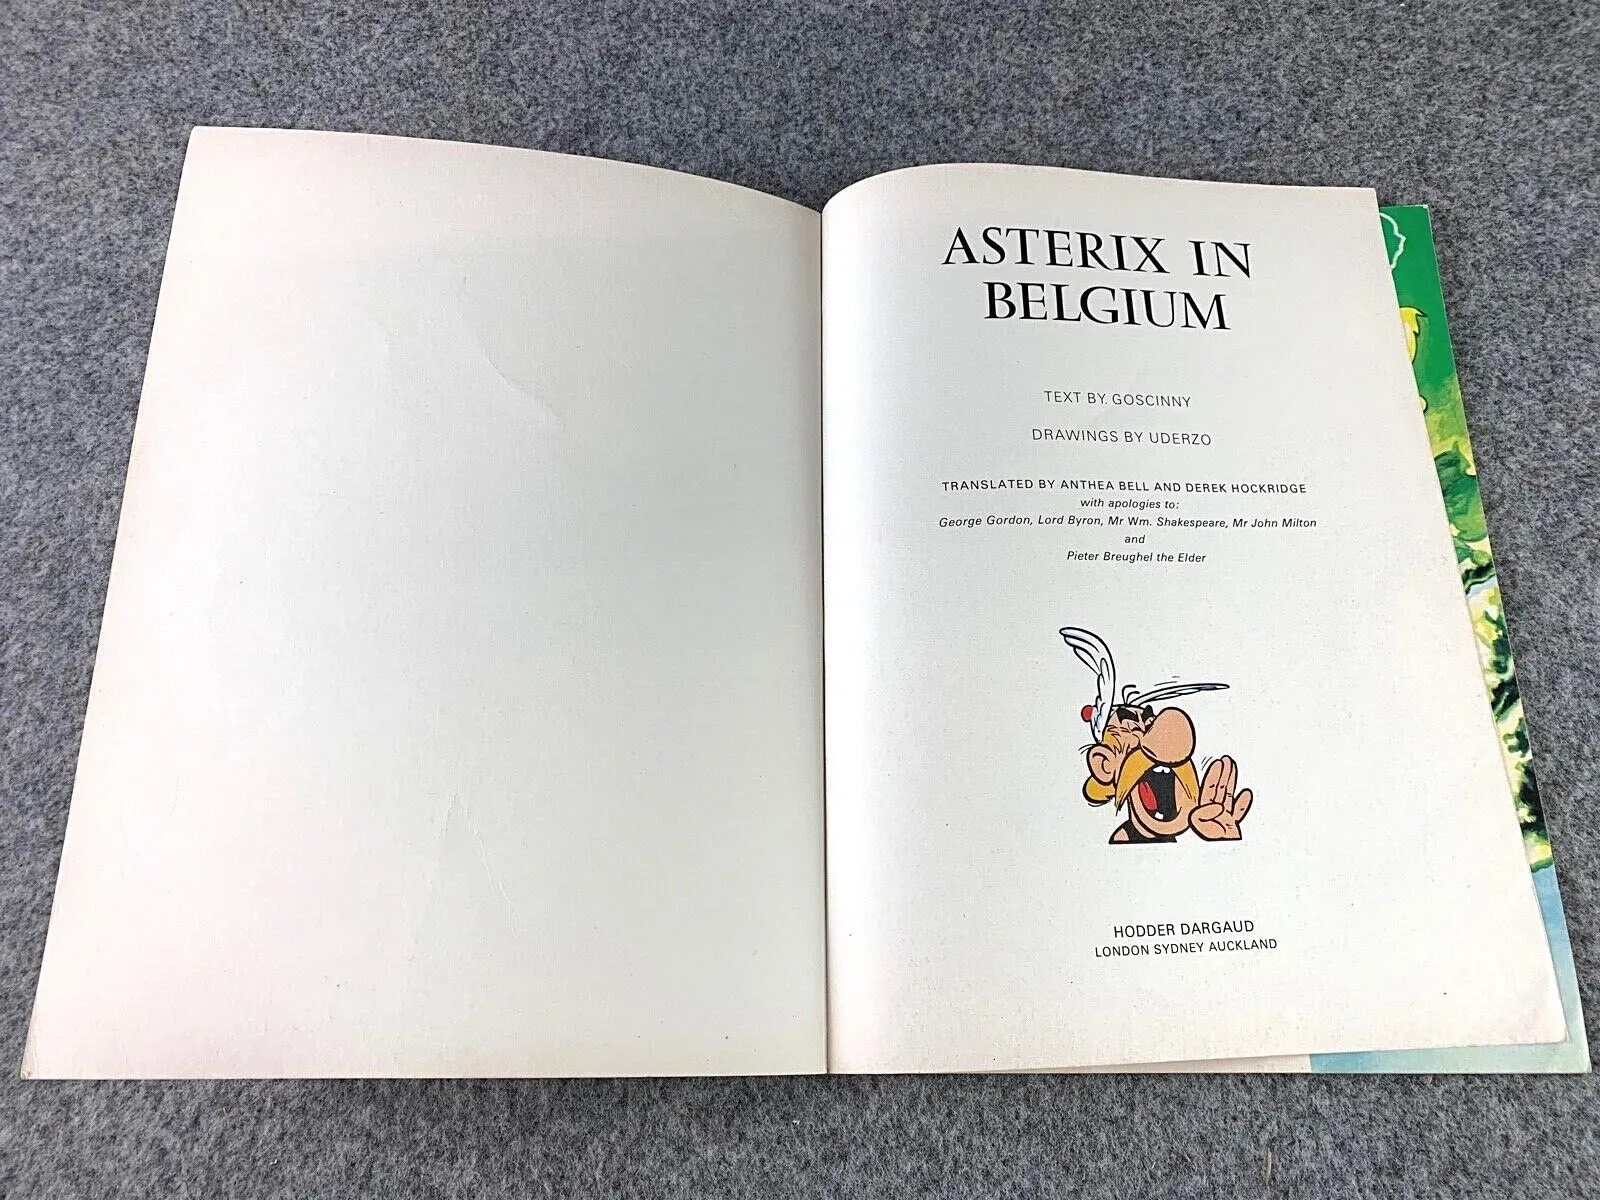 ASTERIX IN
BELGIUM
TEXT BY. GOSCINNY
DRAWINGS BY UDERZO
TRANSLATED BY ANTHEA BELL AND DEREK HOCKRIDGE
with apologies to:
George Gordon, Lord Byron, Mr Wm. Shakespeare, Mr John Milton
and
Pieter Breughel the Elder
HODDER DARGAUD
LONDON SYDNEY AUCKLAND